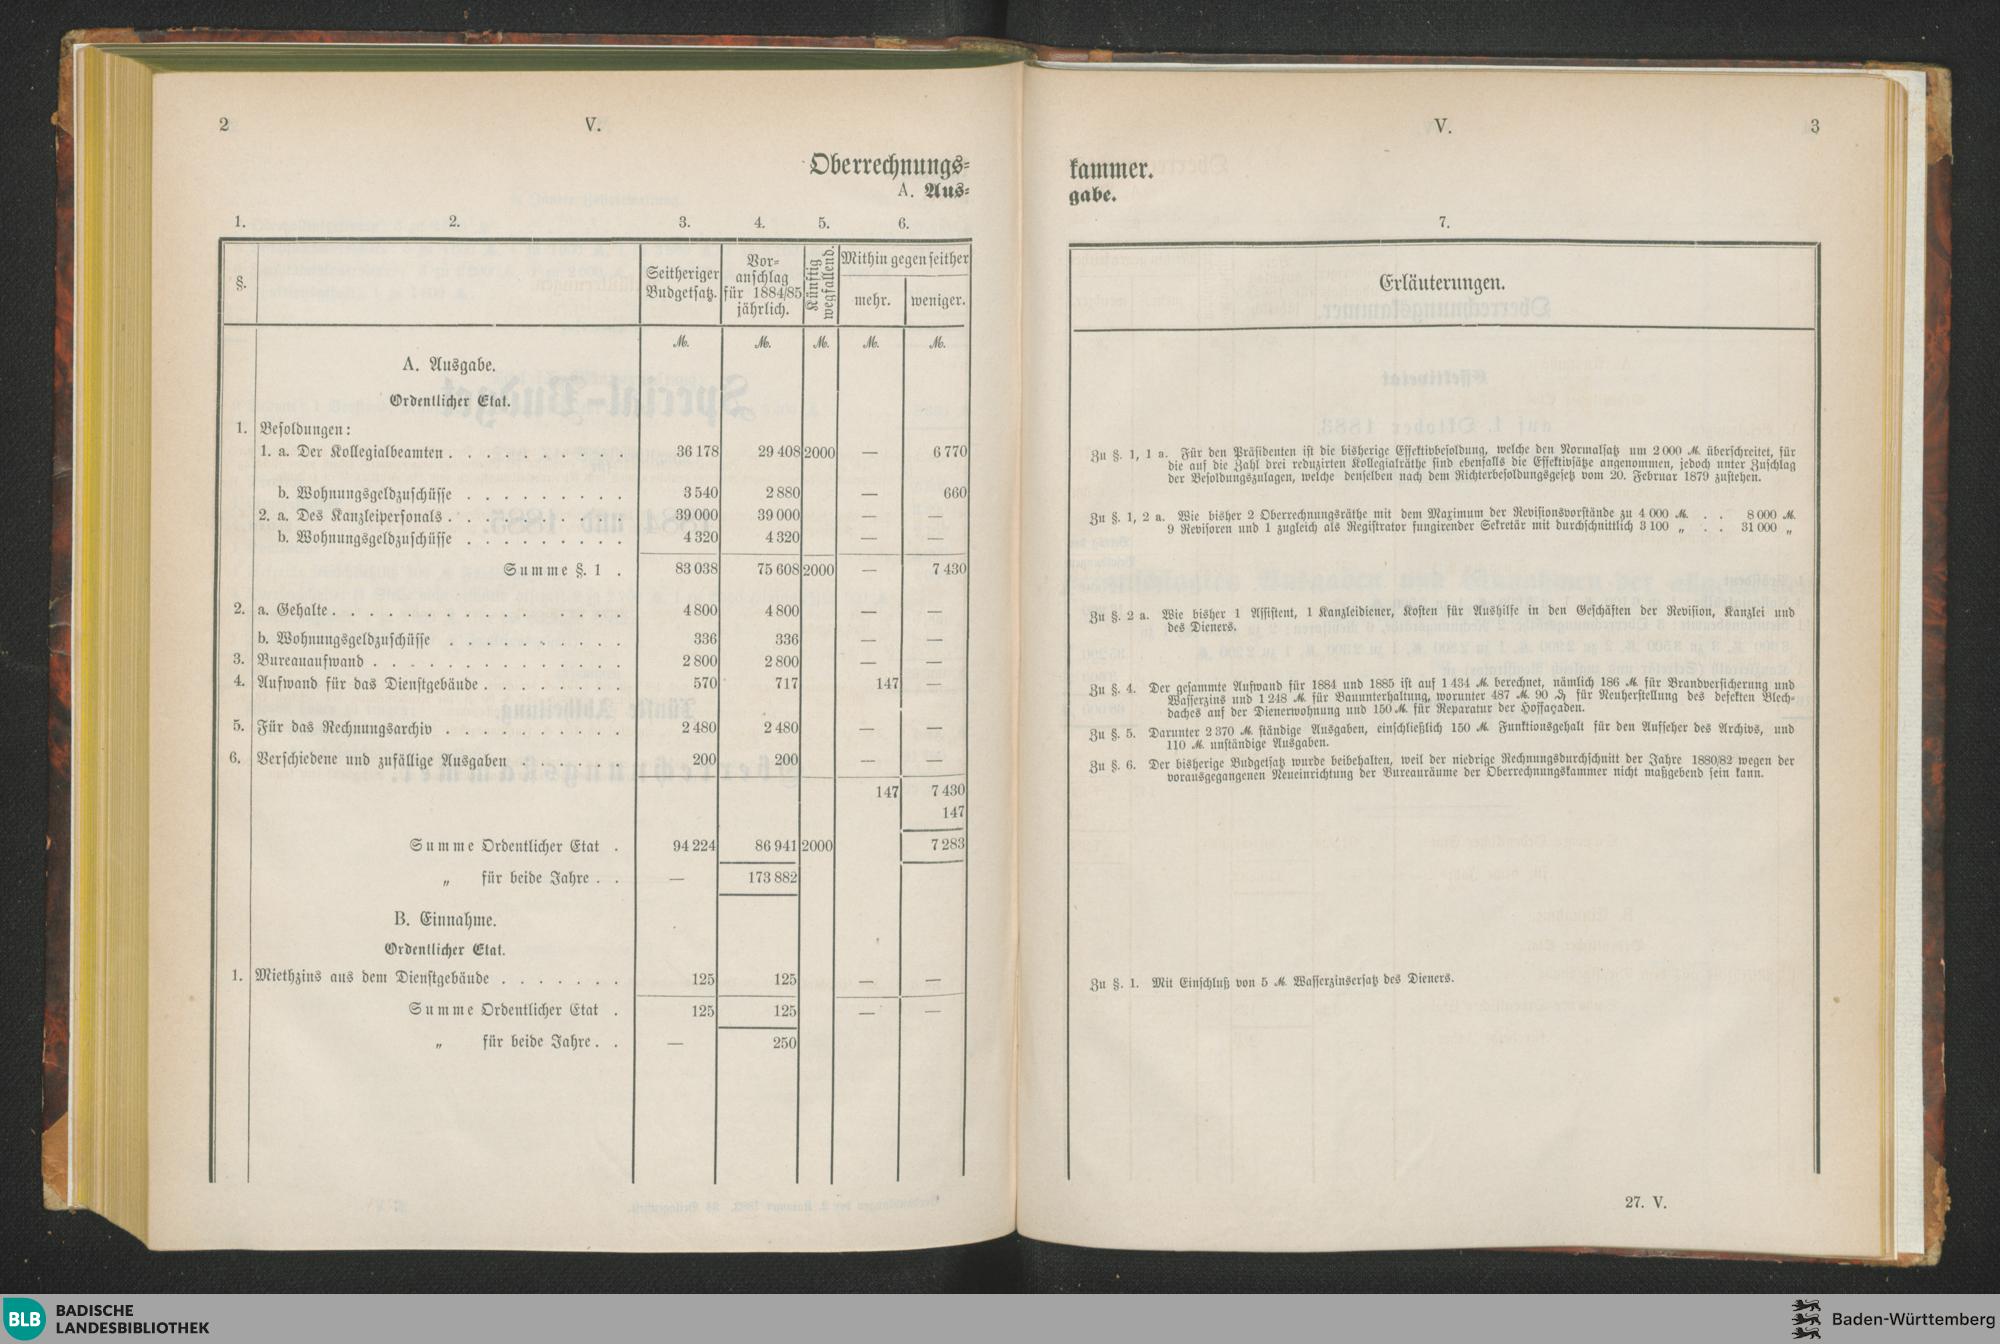 2 V.
Oberrechnungs-
A. Aus-
1. 2. 3. 4. 5. 6.
§. Seitheriger Budgetsatz. Voranschlag für 1884/85 jährlich. Künftig wegfallend. Mithin gegen seither
mehr. weniger.
M. M. M. M. M.
A. Ausgabe.
Ordentlicher Etat.
1. Besoldungen:
1. a. Der Kollegialbeamten . . . . . . . . . . 36 178 29 408 2000 — 6 770
b. Wohnungsgeldzuschüsse . . . . . . . . . 3 540 2 880 — 660
2. a. Des Kanzleipersonals . . . . . . . . . . 39 000 39 000 — —
b. Wohnungsgeldzuschüsse . . . . . . . . . 4 320 4 320 — —
Summe §. 1 . 83 038 75 608 2000 — 7 430
2. a. Gehalte . . . . . . . . . . . . . . . . 4 800 4 800 — —
b. Wohnungsgeldzuschüsse . . . . . . . . . . 336 336 — —
3. Bureauaufwand . . . . . . . . . . . . . . 2 800 2 800 — —
4. Aufwand für das Dienstgebäude . . . . . . . . 570 717 147 —
5. Für das Rechnungsarchiv . . . . . . . . . . 2 480 2 480 — —
6. Verschiedene und zufällige Ausgaben . . . . . . 200 200 — —
147 7 430
147
Summe Ordentlicher Etat . 94 224 86 941 2000 7 283
„ für beide Jahre . . — 173 882
B. Einnahme.
Ordentlicher Etat.
1. Miethzins aus dem Dienstgebäude . . . . . . . 125 125 — —
Summe Ordentlicher Etat . 125 125 — —
„ für beide Jahre . . — 250
V. 3
kammer.
gabe.
7.
Erläuterungen.
Zu §. 1, 1 a. Für den Präsidenten ist die bisherige Effektivbesoldung, welche den Normalsatz um 2 000 M. überschreitet, für
die auf die Zahl drei reduzirten Kollegialräthe sind ebenfalls die Effektivsätze angenommen, jedoch unter Zuschlag
der Besoldungszulagen, welche denselben nach dem Richterbesoldungsgesetz vom 20. Februar 1879 zustehen.
Zu §. 1, 2 a. Wie bisher 2 Oberrechnungsräthe mit dem Maximum der Revisionsvorstände zu 4 000 M. . . 8 000 M.
9 Revisoren und 1 zugleich als Registrator fungirender Sekretär mit durchschnittlich 3 100 „ . . 31 000 „
Zu §. 2 a. Wie bisher 1 Assistent, 1 Kanzleidiener, Kosten für Aushilfe in den Geschäften der Revision, Kanzlei und
des Dieners.
Zu §. 4. Der gesammte Aufwand für 1884 und 1885 ist auf 1 434 M. berechnet, nämlich 186 M. für Brandversicherung und
Wasserzins und 1 248 M. für Bauunterhaltung, worunter 487 M. 90 ₰ für Neuherstellung des defekten Blech-
daches auf der Dienerwohnung und 150 M. für Reparatur der Hoffaçaden.
Zu §. 5. Darunter 2 370 M. ständige Ausgaben, einschließlich 150 M. Funktionsgehalt für den Aufseher des Archivs, und
110 M. unständige Ausgaben.
Zu §. 6. Der bisherige Budgetsatz wurde beibehalten, weil der niedrige Rechnungsdurchschnitt der Jahre 1880/82 wegen der
vorausgegangenen Neueinrichtung der Bureauräume der Oberrechnungskammer nicht maßgebend sein kann.
Zu §. 1. Mit Einschluß von 5 M. Wasserzinsersatz des Dieners.
27. V.
BLB BADISCHE
LANDESBIBLIOTHEK
Baden-Württemberg